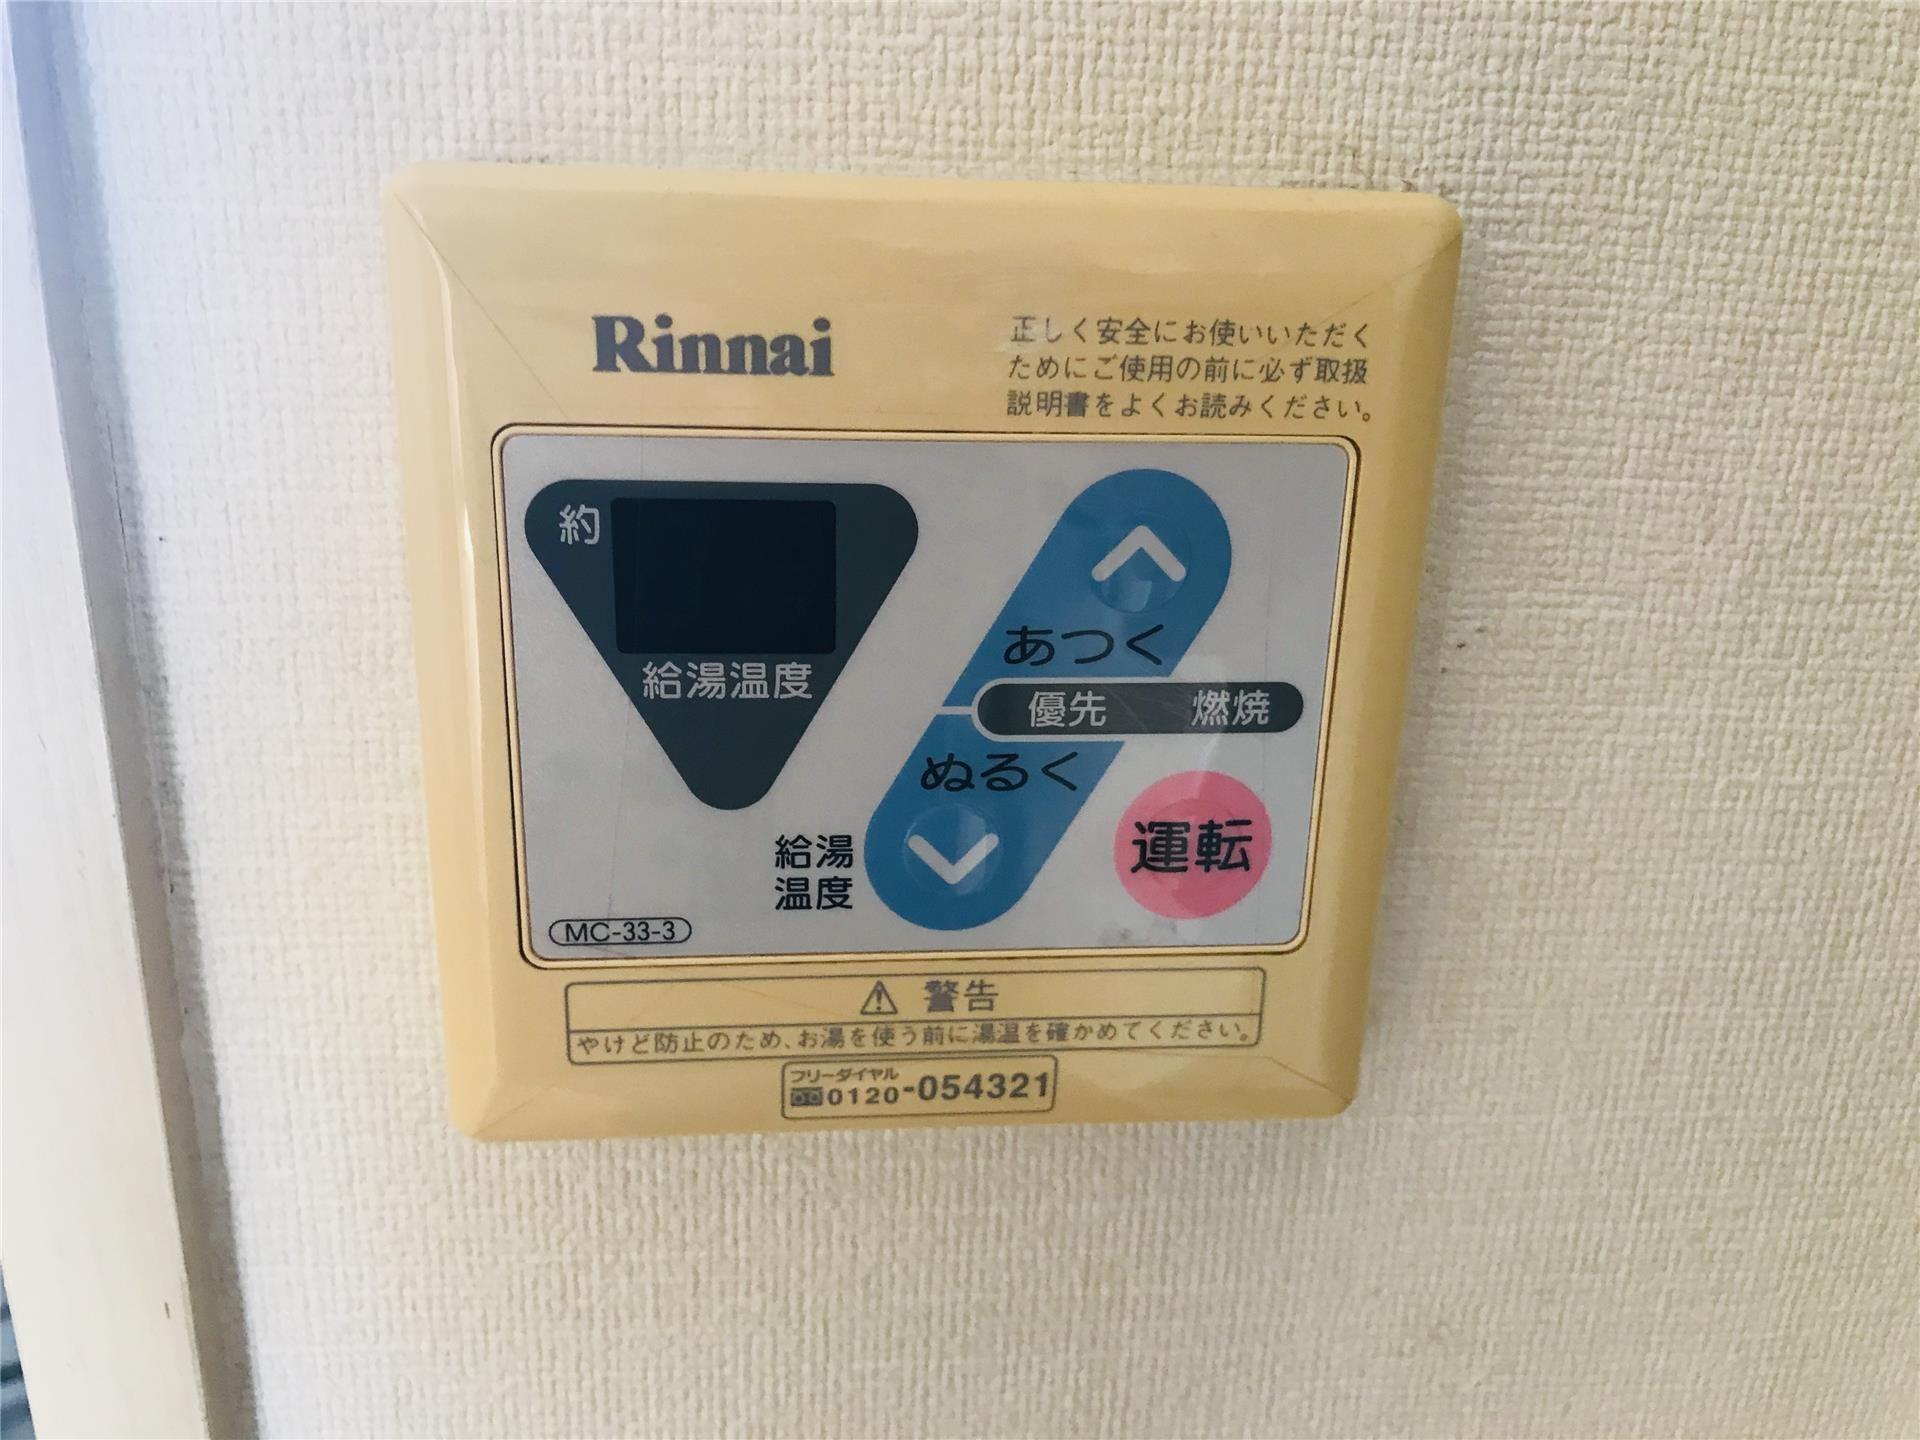 Rinnai
正しく安全にお使いいただく
ためにご使用の前に必ず取扱
説明書をよくお読みください。
約
給湯温度
あつく
優先 燃焼
ぬるく
給湯
温度
運転
MC-33-3
⚠ 警告
やけど防止のため、お湯を使う前に湯温を確かめてください。
フリーダイヤル
0120-054321